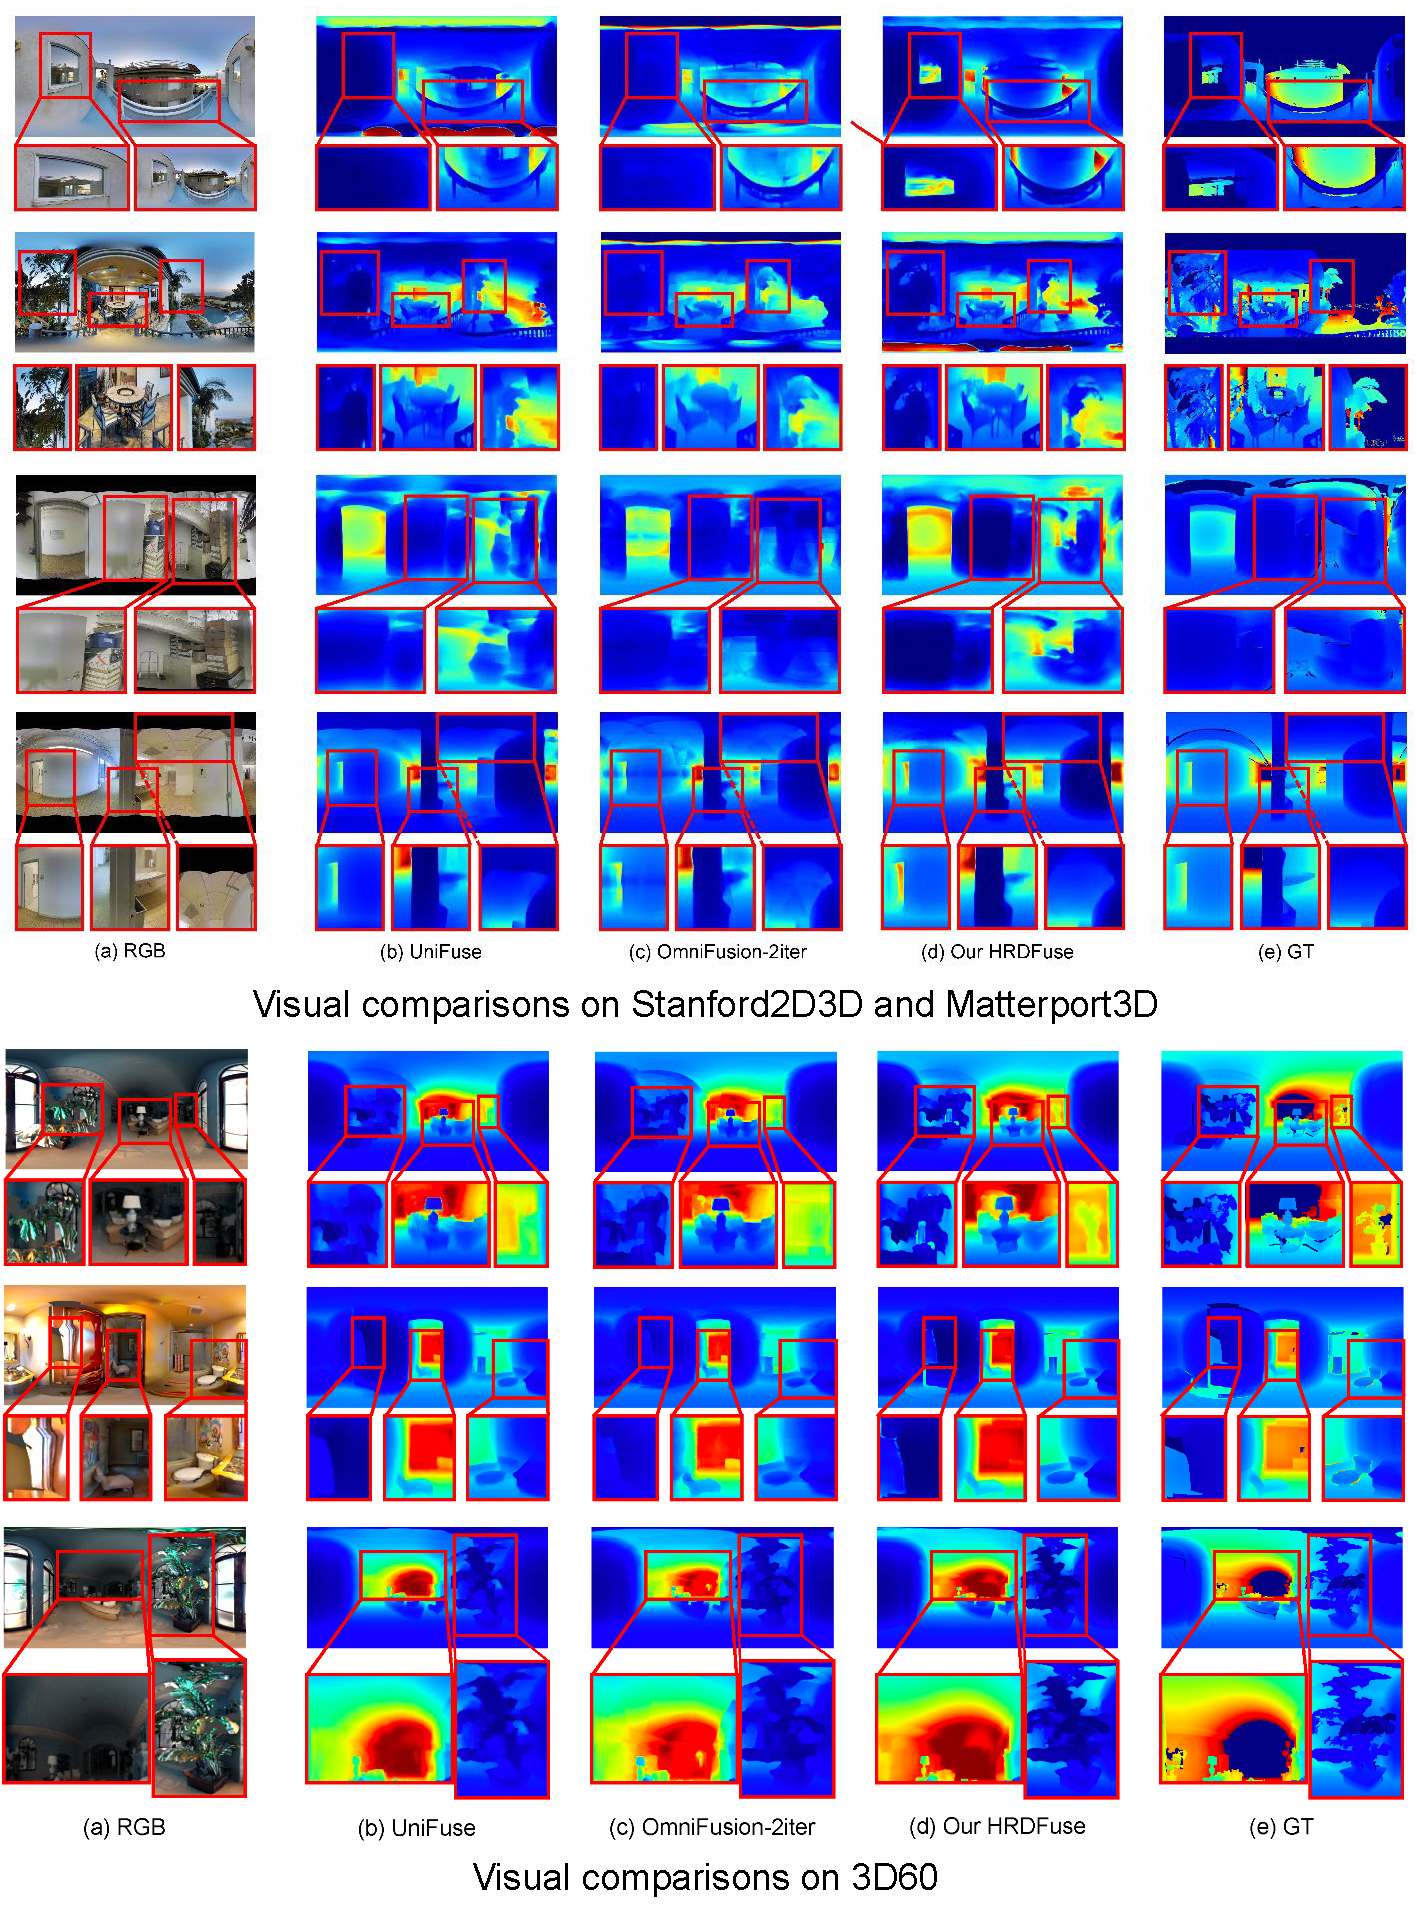 (a) RGB
(b) UniFuse
(c) OmniFusion-2iter
(d) Our HRDFuse
(e) GT
Visual comparisons on Stanford2D3D and Matterport3D
(a) RGB
(b) UniFuse
(c) OmniFusion-2iter
(d) Our HRDFuse
(e) GT
Visual comparisons on 3D60